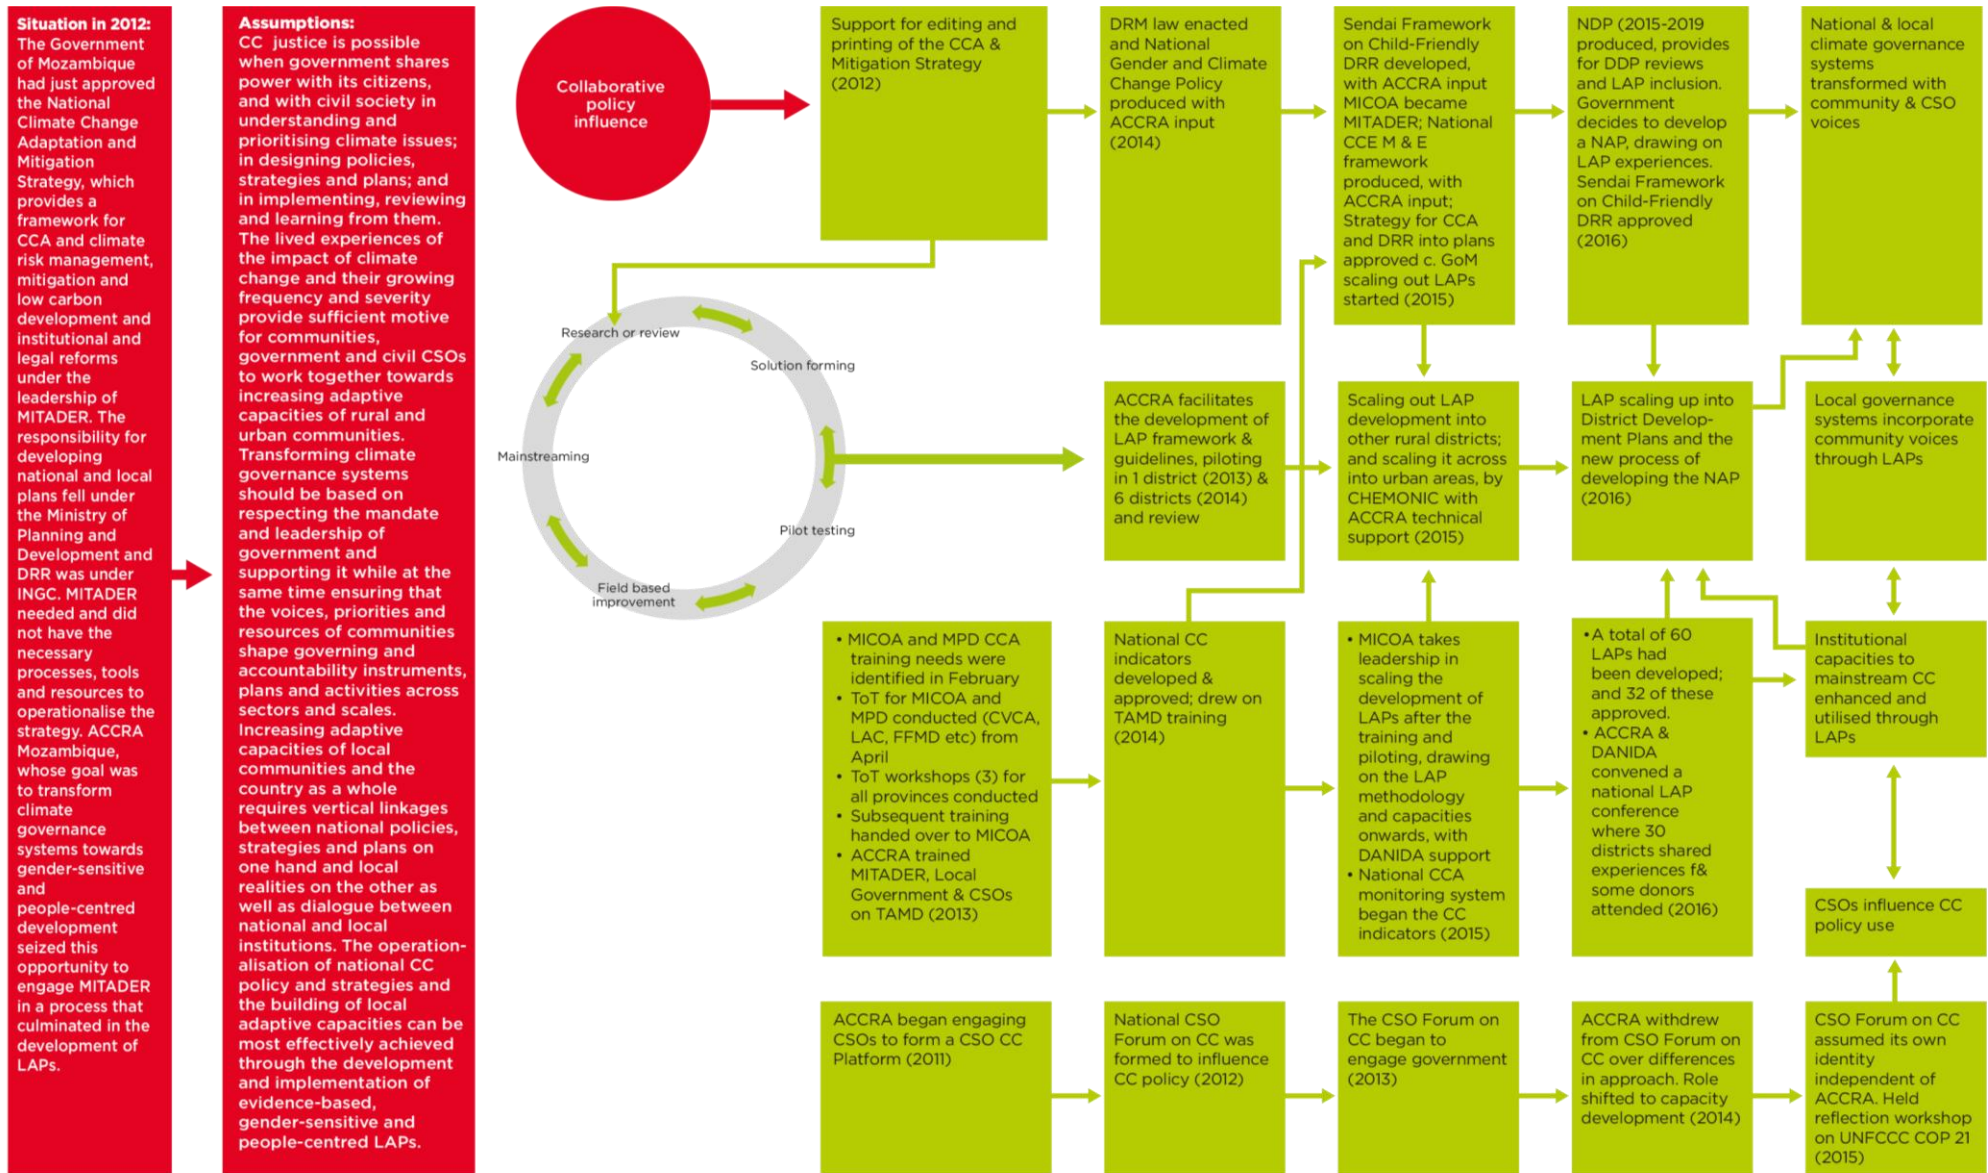 Situation in 2012:
The Government
of Mozambique
had just approved
the National
Climate Change
Adaptation and
Mitigation
Strategy, which
provides a
framework for
CCA and climate
risk management,
mitigation and
low carbon
development and
institutional and
legal reforms
under the
leadership of
MITADER. The
responsibility for
developing
national and local
plans fell under
the Ministry of
Planning and
Development and
DRR was under
INGC. MITADER
needed and did
not have the
necessary
processes, tools
and resources to
operationalise the
strategy. ACCRA
Mozambique,
whose goal was
to transform
climate
governance
systems towards
gender-sensitive
and
people-centred
development
seized this
opportunity to
engage MITADER
in a process that
culminated in the
development of
LAPs.
Assumptions:
CC justice is possible
when government shares
power with its citizens,
and with civil society in
understanding and
prioritising climate issues;
in designing policies,
strategies and plans; and
in implementing, reviewing
and learning from them.
The lived experiences of
the impact of climate
change and their growing
frequency and severity
provide sufficient motive
for communities,
government and civil CSOs
to work together towards
increasing adaptive
capacities of rural and
urban communities.
Transforming climate
governance systems
should be based on
respecting the mandate
and leadership of
government and
supporting it while at the
same time ensuring that
the voices, priorities and
resources of communities
shape governing and
accountability instruments,
plans and activities across
sectors and scales.
Increasing adaptive
capacities of local
communities and the
country as a whole
requires vertical linkages
between national policies,
strategies and plans on
one hand and local
realities on the other as
well as dialogue between
national and local
institutions. The operation-
alisation of national CC
policy and strategies and
the building of local
adaptive capacities can be
most effectively achieved
through the development
and implementation of
evidence-based,
gender-sensitive and
people-centred LAPs.
Collaborative
policy
influence
Support for editing and
printing of the CCA &
Mitigation Strategy
(2012)
DRM law enacted
and National
Gender and Climate
Change Policy
produced with
ACCRA input
(2014)
Sendai Framework
on Child-Friendly
DRR developed,
with ACCRA input
MICOA became
MITADER; National
CCE M & E
framework
produced, with
ACCRA input;
Strategy for CCA
and DRR into plans
approved c. GoM
scaling out LAPs
started (2015)
NDP (2015-2019
produced, provides
for DDP reviews
and LAP inclusion.
Government
decides to develop
a NAP, drawing on
LAP experiences.
Sendai Framework
on Child-Friendly
DRR approved
(2016)
National & local
climate governance
systems
transformed with
community & CSO
voices
Research or review
Solution forming
Mainstreaming
Pilot testing
Field based
improvement
ACCRA facilitates
the development of
LAP framework &
guidelines, piloting
in 1 district (2013) &
6 districts (2014)
and review
Scaling out LAP
development into
other rural districts;
and scaling it across
into urban areas, by
CHEMONIC with
ACCRA technical
support (2015)
LAP scaling up into
District Develop-
ment Plans and the
new process of
developing the NAP
(2016)
Local governance
systems incorporate
community voices
through LAPs
• MICOA and MPD CCA
training needs were
identified in February
• ToT for MICOA and
MPD conducted (CVCA,
LAC, FFMD etc) from
April
• ToT workshops (3) for
all provinces conducted
• Subsequent training
handed over to MICOA
• ACCRA trained
MITADER, Local
Government & CSOs
on TAMD (2013)
National CC
indicators
developed &
approved; drew on
TAMD training
(2014)
• MICOA takes
leadership in
scaling the
development of
LAPs after the
training and
piloting, drawing
on the LAP
methodology
and capacities
onwards, with
DANIDA support
• National CCA
monitoring system
began the CC
indicators (2015)
• A total of 60
LAPs had
been developed;
and 32 of these
approved.
• ACCRA &
DANIDA
convened a
national LAP
conference
where 30
districts shared
experiences f&
some donors
attended (2016)
Institutional
capacities to
mainstream CC
enhanced and
utilised through
LAPs
CSOs influence CC
policy use
ACCRA began engaging
CSOs to form a CSO CC
Platform (2011)
National CSO
Forum on CC was
formed to influence
CC policy (2012)
The CSO Forum on
CC began to
engage government
(2013)
ACCRA withdrew
from CSO Forum on
CC over differences
in approach. Role
shifted to capacity
development (2014)
CSO Forum on CC
assumed its own
identity
independent of
ACCRA. Held
reflection workshop
on UNFCCC COP 21
(2015)